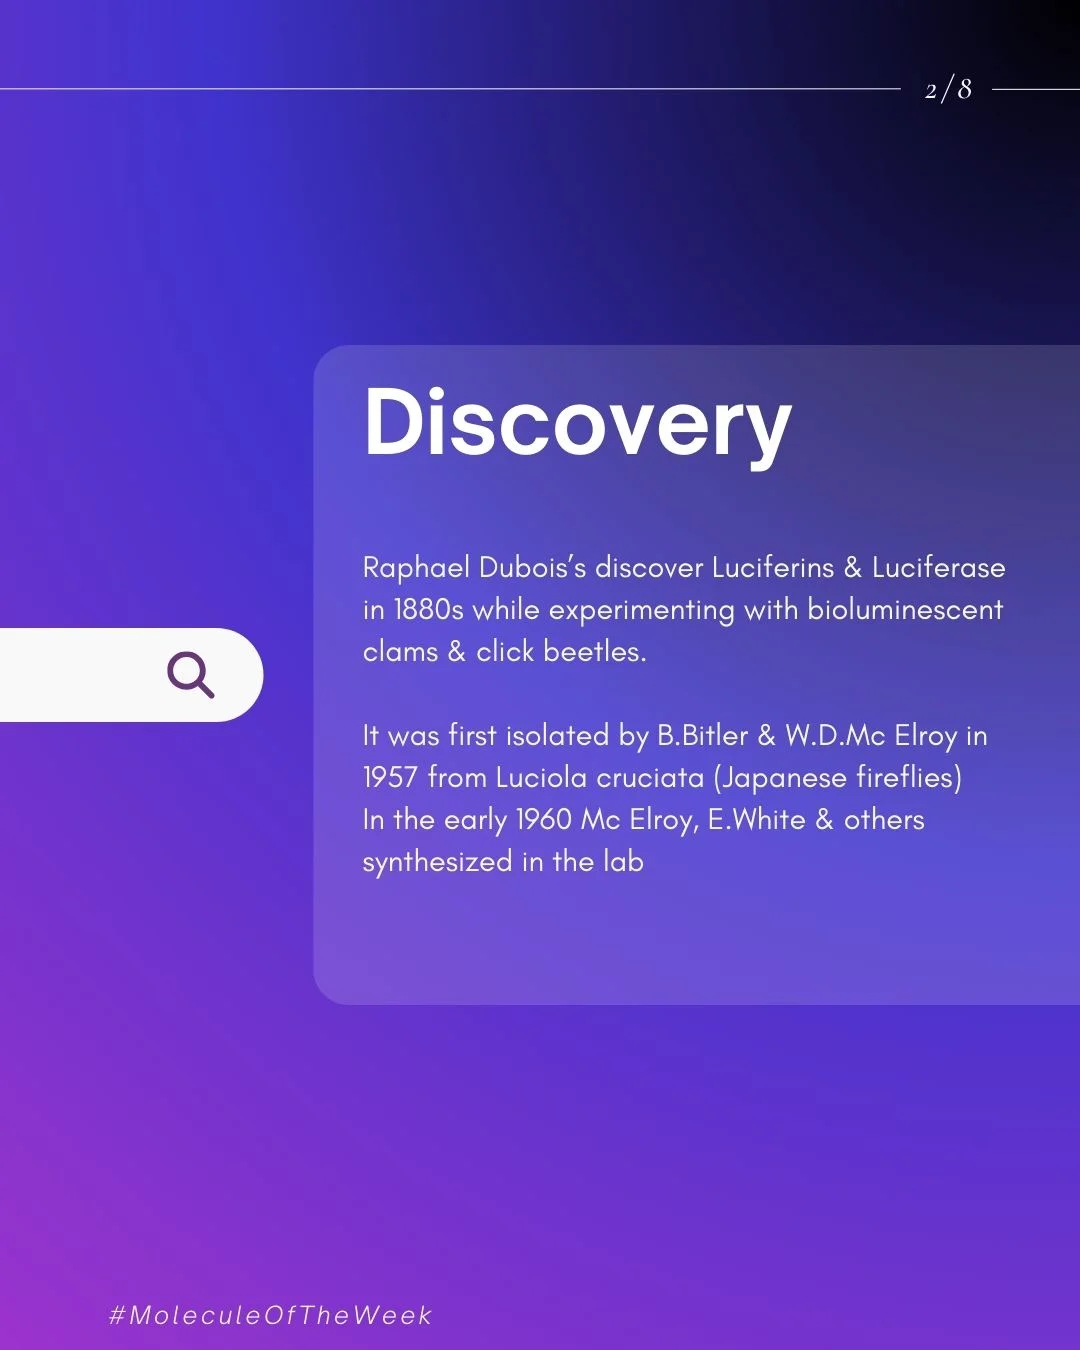 2/8
Discovery
Raphael Dubois’s discover Luciferins & Luciferase
in 1880s while experimenting with bioluminescent
clams & click beetles.
It was first isolated by B.Bitler & W.D.Mc Elroy in
1957 from Luciola cruciata (Japanese fireflies)
In the early 1960 Mc Elroy, E.White & others
synthesized in the lab
#MoleculeOfTheWeek